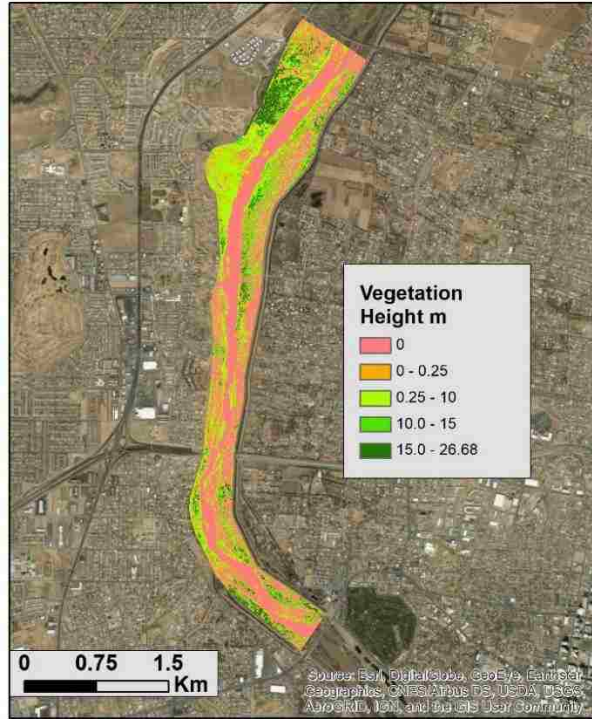 Vegetation
Height m
0
0 - 0.25
0.25 - 10
10.0 - 15
15.0 - 26.68
0 0.75 1.5
Km
Source: Esri, DigitalGlobe, GeoEye, Earthstar
Geographics, CNES/Airbus DS, USDA, USGS,
AeroGRID, IGN, and the GIS User Community